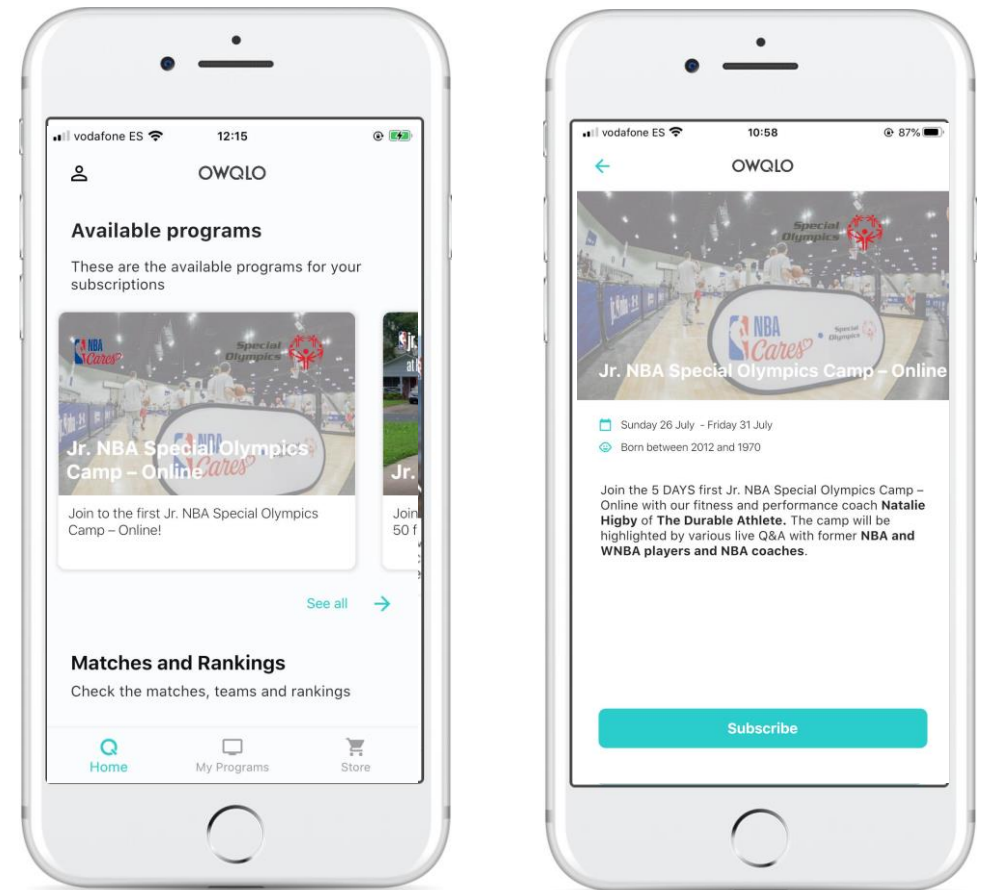 vodafone ES 12:15
OWQLO
Available programs
These are the available programs for your
subscriptions
NBA
Cares
Special
Olympics
NBA
Cares
Jr. NBA Special Olympics
Camp – Online
Join to the first Jr. NBA Special Olympics
Camp – Online!
Jr.
Join
50 f
See all
Matches and Rankings
Check the matches, teams and rankings
Home My Programs Store
vodafone ES 10:58 87%
OWQLO
Special
Olympics
NBA
Cares
Special
Olympics
Jr. NBA Special Olympics Camp – Online
Sunday 26 July - Friday 31 July
Born between 2012 and 1970
Join the 5 DAYS first Jr. NBA Special Olympics Camp –
Online with our fitness and performance coach Natalie
Higby of The Durable Athlete. The camp will be
highlighted by various live Q&A with former NBA and
WNBA players and NBA coaches.
Subscribe